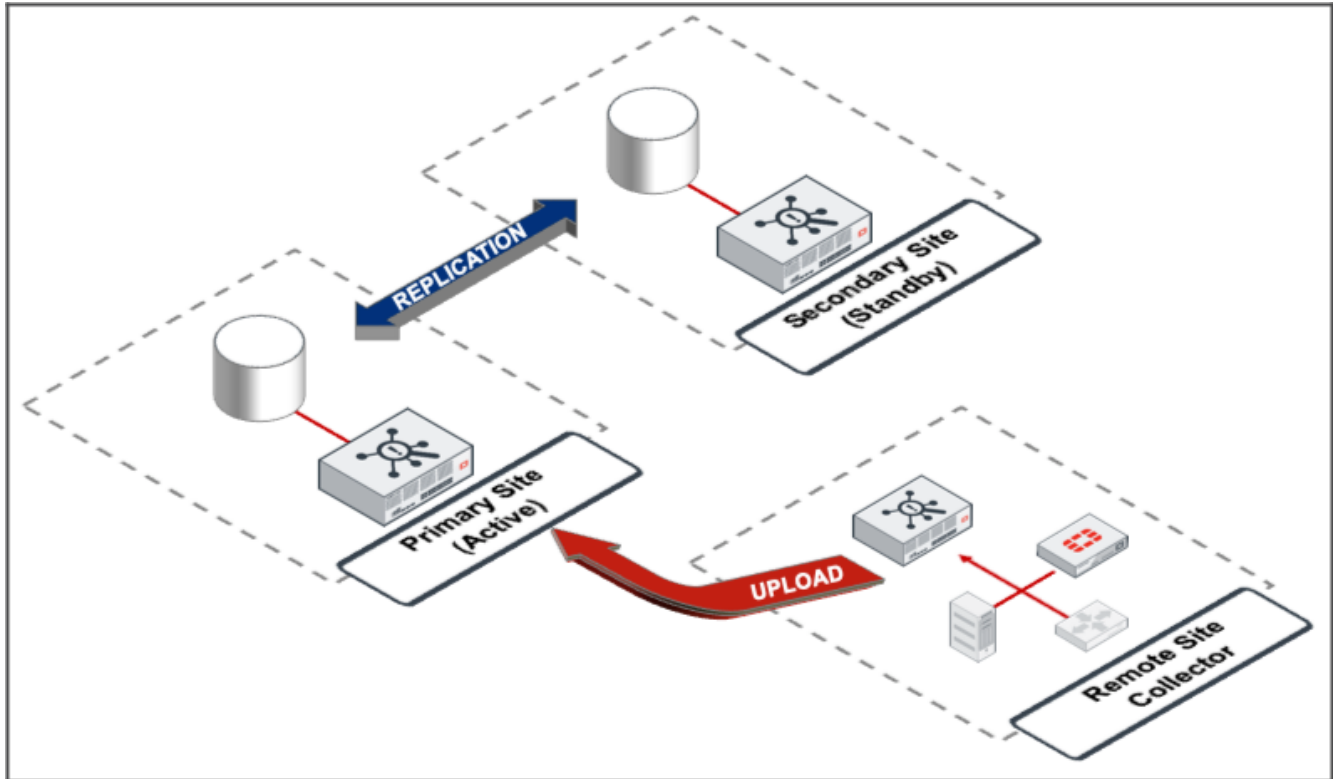 Secondary Site
(Standby)
REPLICATION
Primary Site
(Active)
UPLOAD
Remote Site
Collector